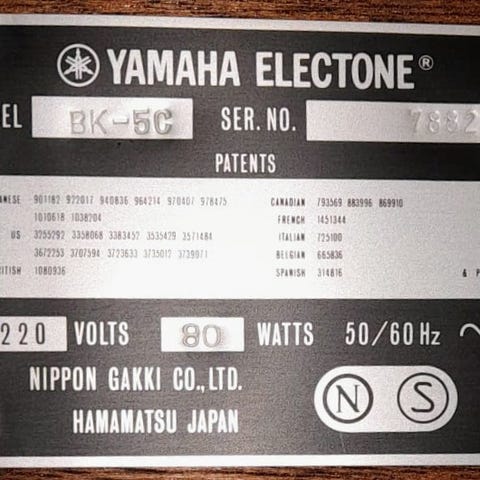 YAMAHA ELECTONE®
EL BK-5C SER. NO. 7882
PATENTS
ANESE 901182 922017 940836 964214 970407 978475 CANADIAN 793569 883996 869910
1010618 1038204 FRENCH 1451344
US 3255292 3358068 3383452 3535429 3571484 ITALIAN 725100
3672253 3707594 3723633 3735012 3739071 BELGIAN 665836
RITISH 1080936 SPANISH 314816 & P
220 VOLTS 80 WATTS 50/60 Hz
NIPPON GAKKI CO., LTD.
HAMAMATSU JAPAN
N S